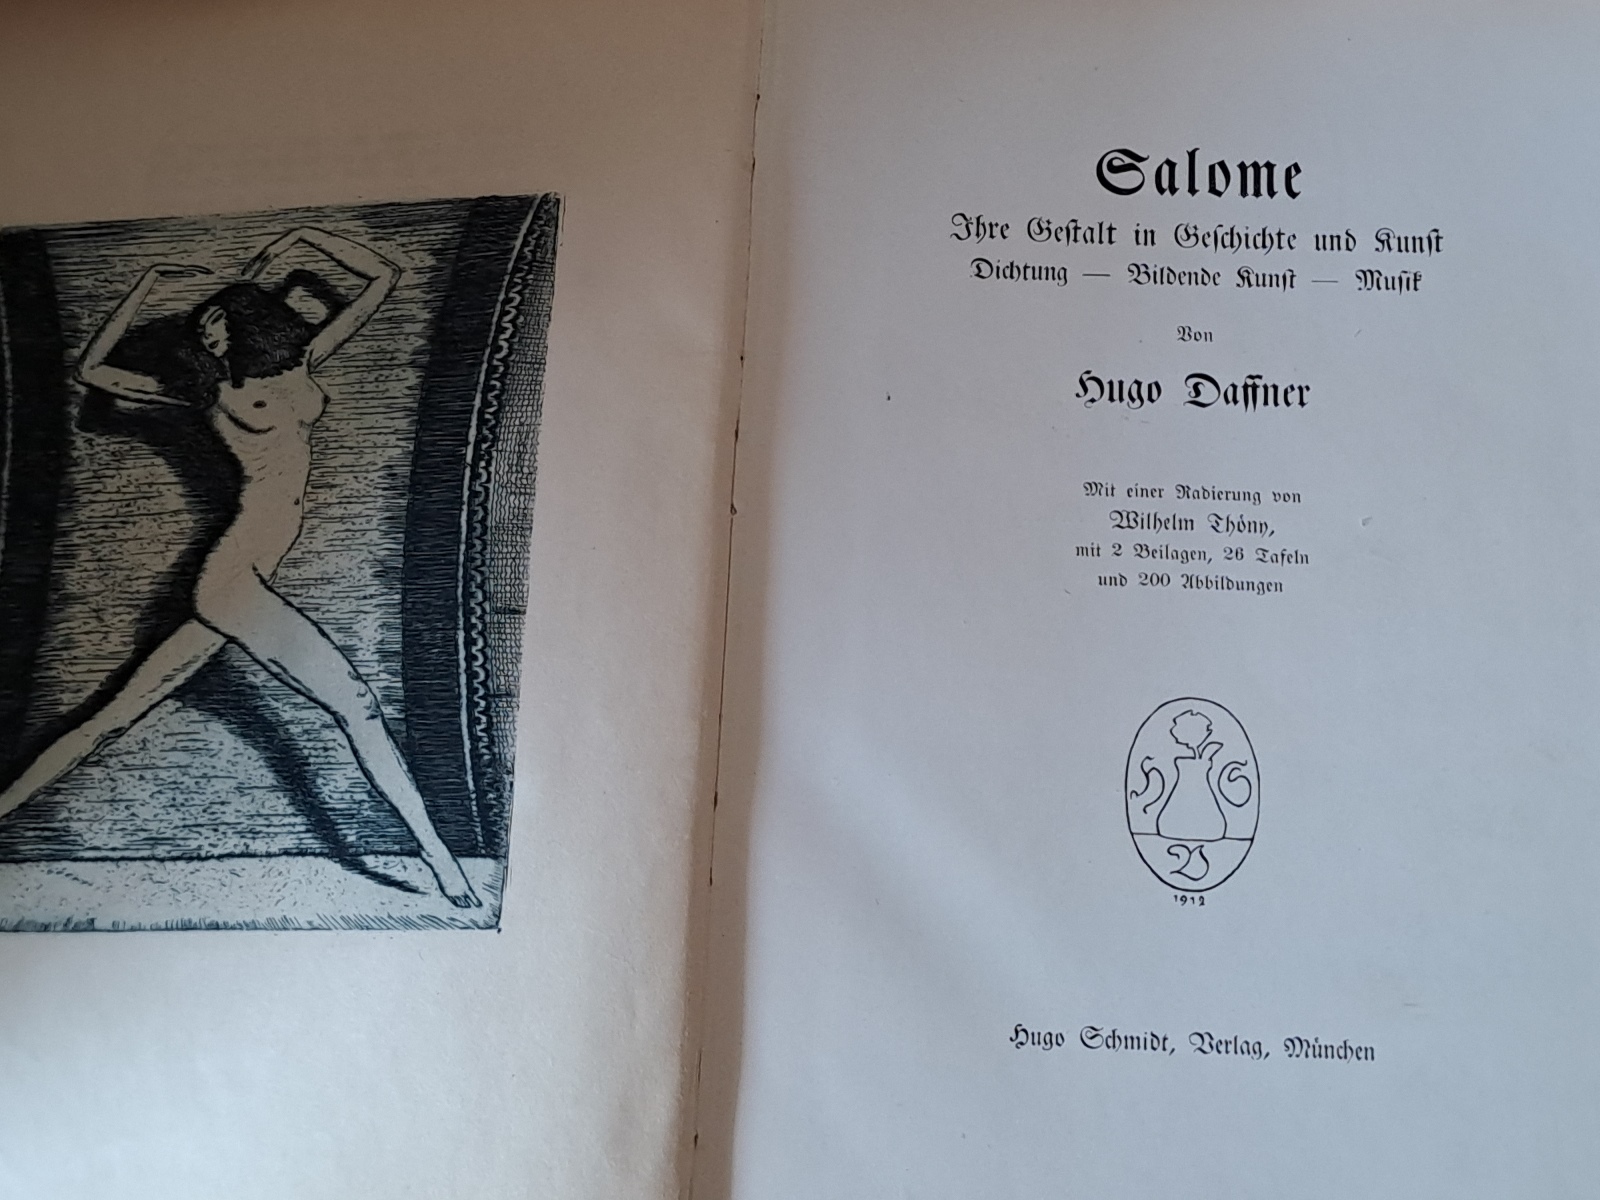 Salome
Ihre Gestalt in Geschichte und Kunst
Dichtung — Bildende Kunst — Musik
Von
Hugo Daffner
Mit einer Radierung von
Wilhelm Thöny,
mit 2 Beilagen, 26 Tafeln
und 200 Abbildungen
H S
V
1912
Hugo Schmidt, Verlag, München